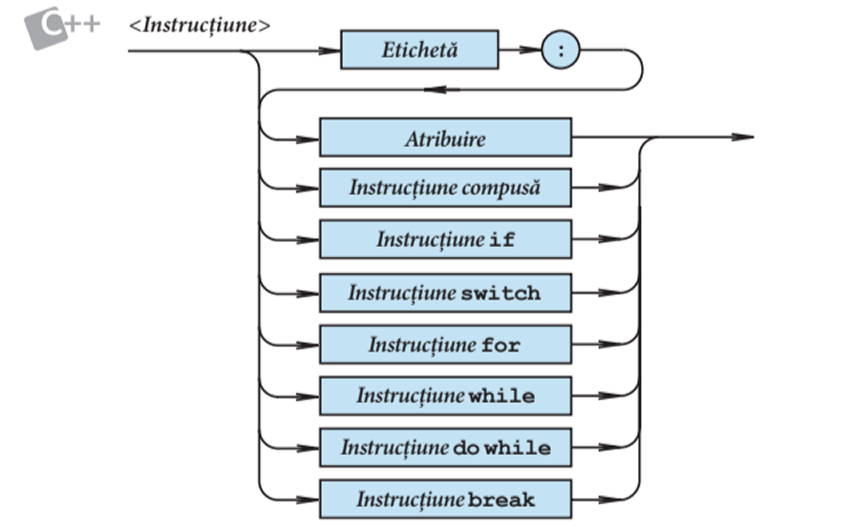 C++
<Instrucțiune>
Etichetă
:
Atribuire
Instrucțiune compusă
Instrucțiune if
Instrucțiune switch
Instrucțiune for
Instrucțiune while
Instrucțiune do while
Instrucțiune break